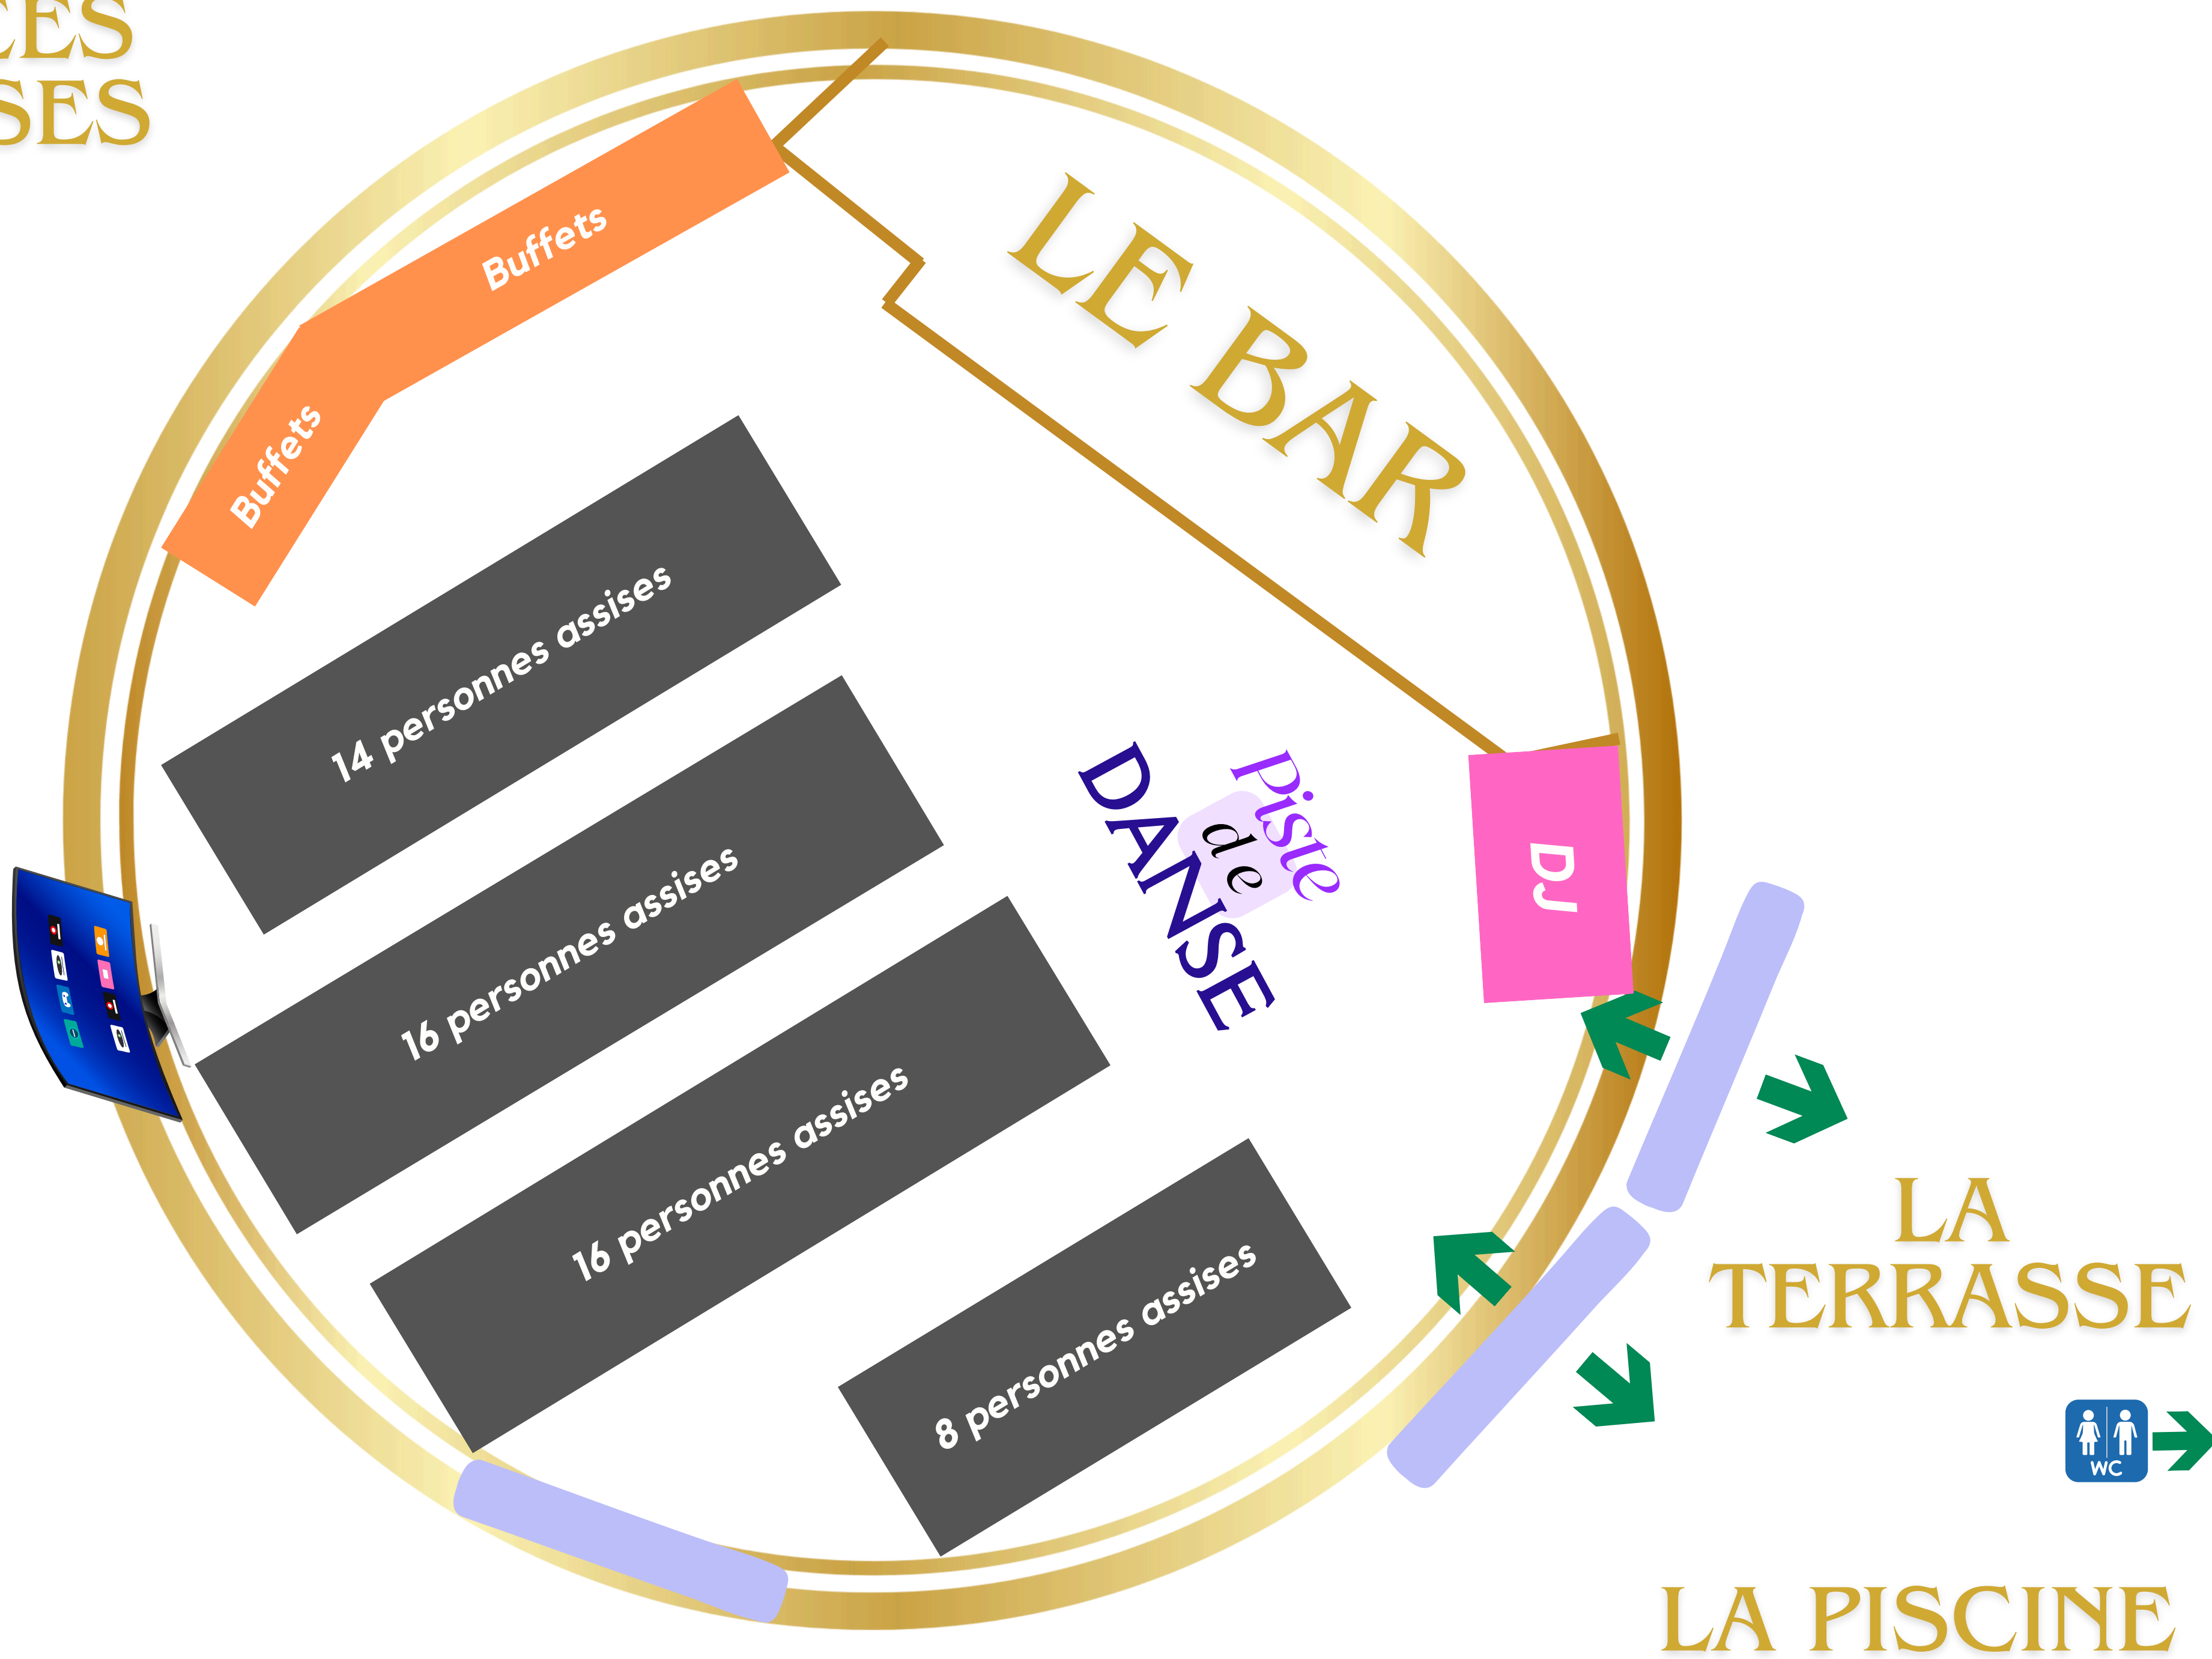 LE BAR
Buffets
Buffets
14 personnes assises
16 personnes assises
16 personnes assises
8 personnes assises
piste
de
DANSE
DJ
LA
TERRASSE
WC
LA PISCINE